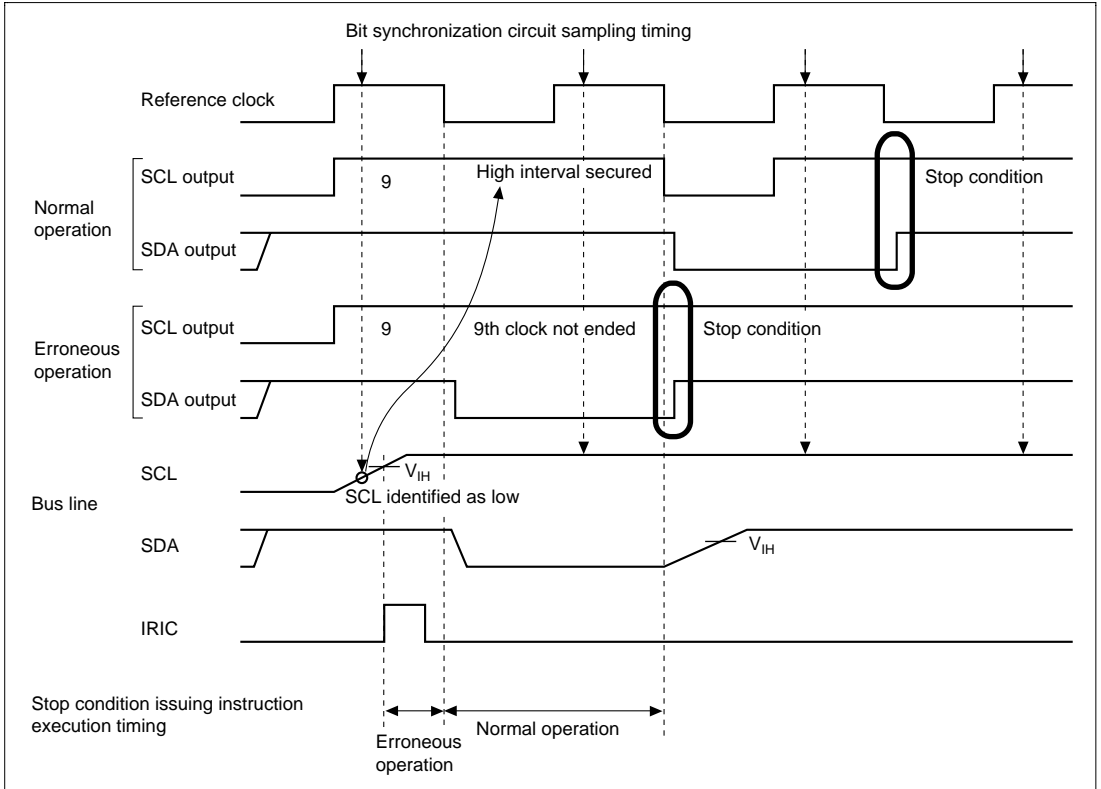 Bit synchronization circuit sampling timing
Reference clock
Normal
operation
SCL output
9
High interval secured
Stop condition
SDA output
Erroneous
operation
SCL output
9
9th clock not ended
Stop condition
SDA output
Bus line
SCL
VIH
SCL identified as low
SDA
VIH
IRIC
Stop condition issuing instruction
execution timing
Erroneous
operation
Normal operation